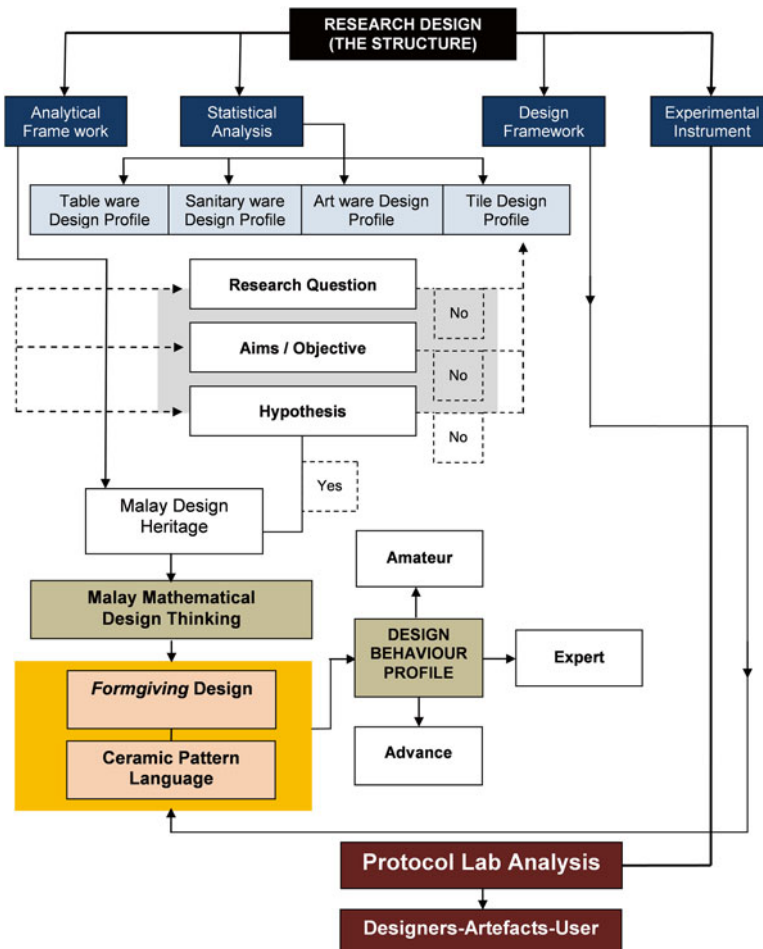 RESEARCH DESIGN
(THE STRUCTURE)
Analytical
Frame work
Statistical
Analysis
Design
Framework
Experimental
Instrument
Table ware
Design Profile
Sanitary ware
Design Profile
Art ware Design
Profile
Tile Design
Profile
Research Question
No
Aims / Objective
No
Hypothesis
No
Yes
Malay Design
Heritage
Amateur
Malay Mathematical
Design Thinking
DESIGN
BEHAVIOUR
PROFILE
Expert
Formgiving Design
Advance
Ceramic Pattern
Language
Protocol Lab Analysis
Designers-Artefacts-User